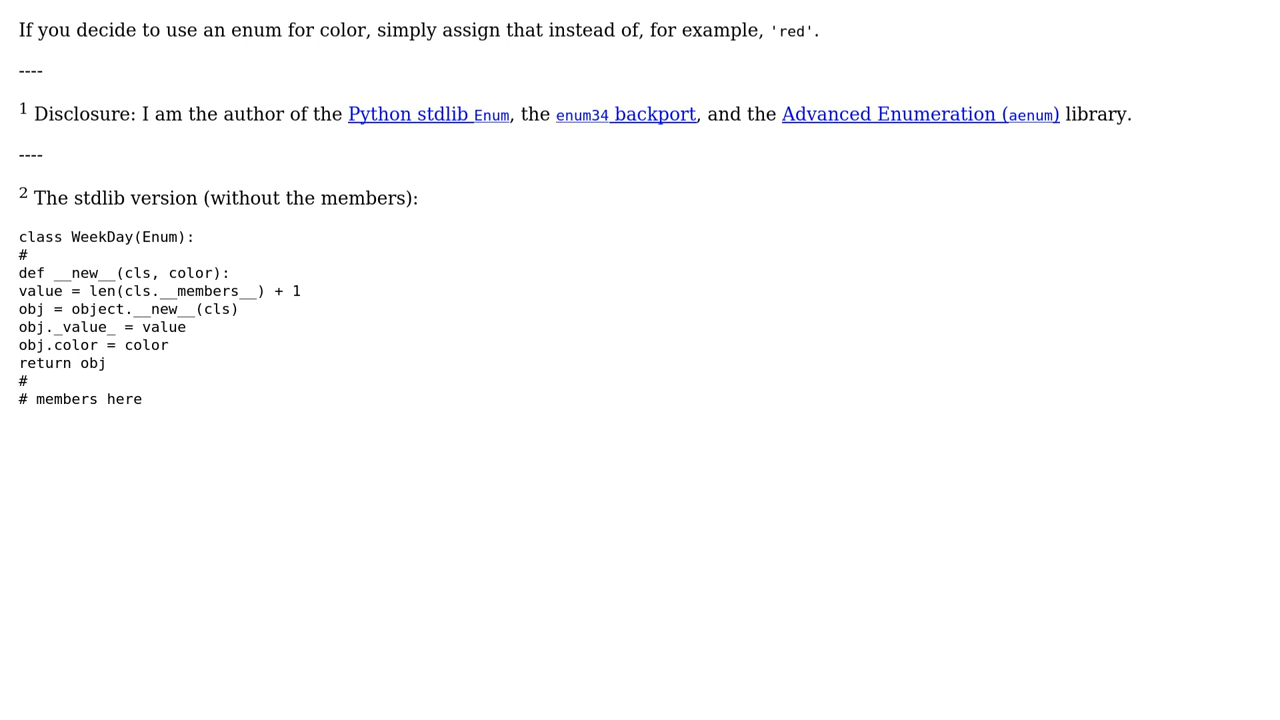 If you decide to use an enum for color, simply assign that instead of, for example, 'red'.
----
1 Disclosure: I am the author of the Python stdlib Enum, the enum34 backport, and the Advanced Enumeration (aenum) library.
----
2 The stdlib version (without the members):
class WeekDay(Enum):
#
def __new__(cls, color):
value = len(cls.__members__) + 1
obj = object.__new__(cls)
obj._value_ = value
obj.color = color
return obj
#
# members here